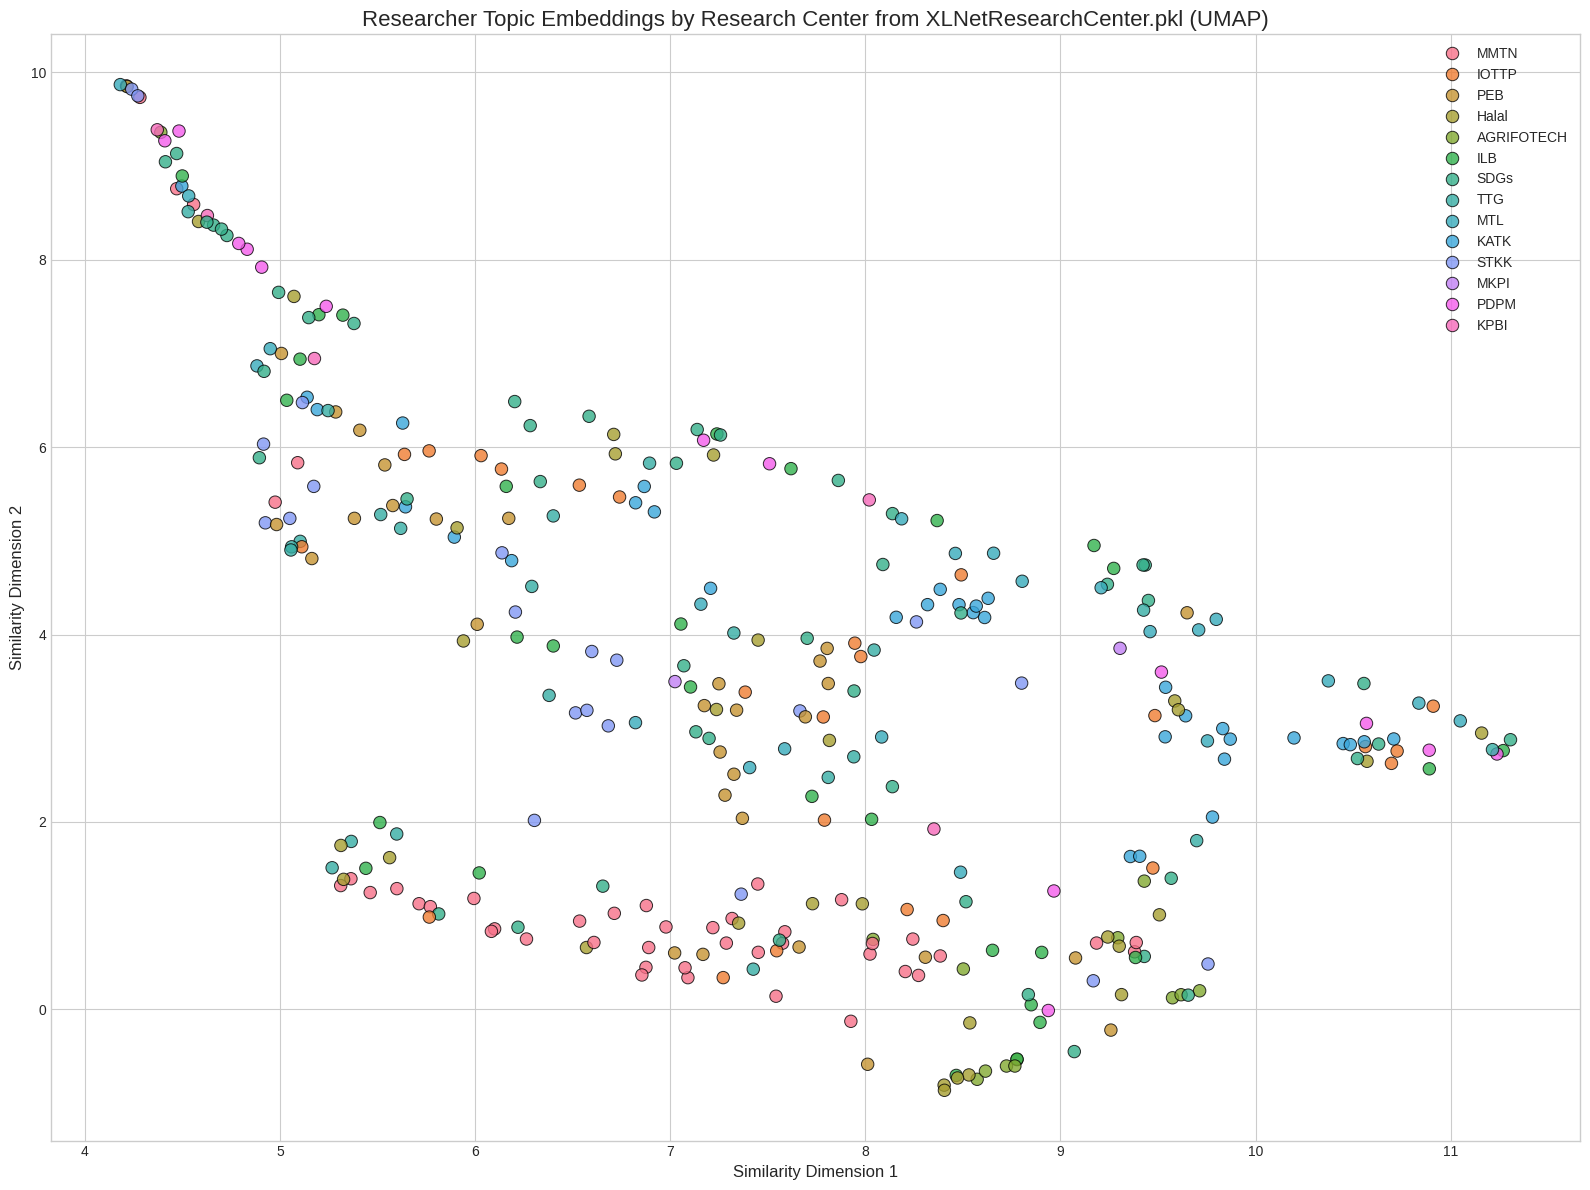 Researcher Topic Embeddings by Research Center from XLNetResearchCenter.pkl (UMAP)
MMTN
IOTTP
PEB
Halal
AGRIFOTECH
ILB
SDGs
TTG
MTL
KATK
STKK
MKPI
PDPM
KPBI
Similarity Dimension 2
10
8
6
4
2
0
4 5 6 7 8 9 10 11
Similarity Dimension 1